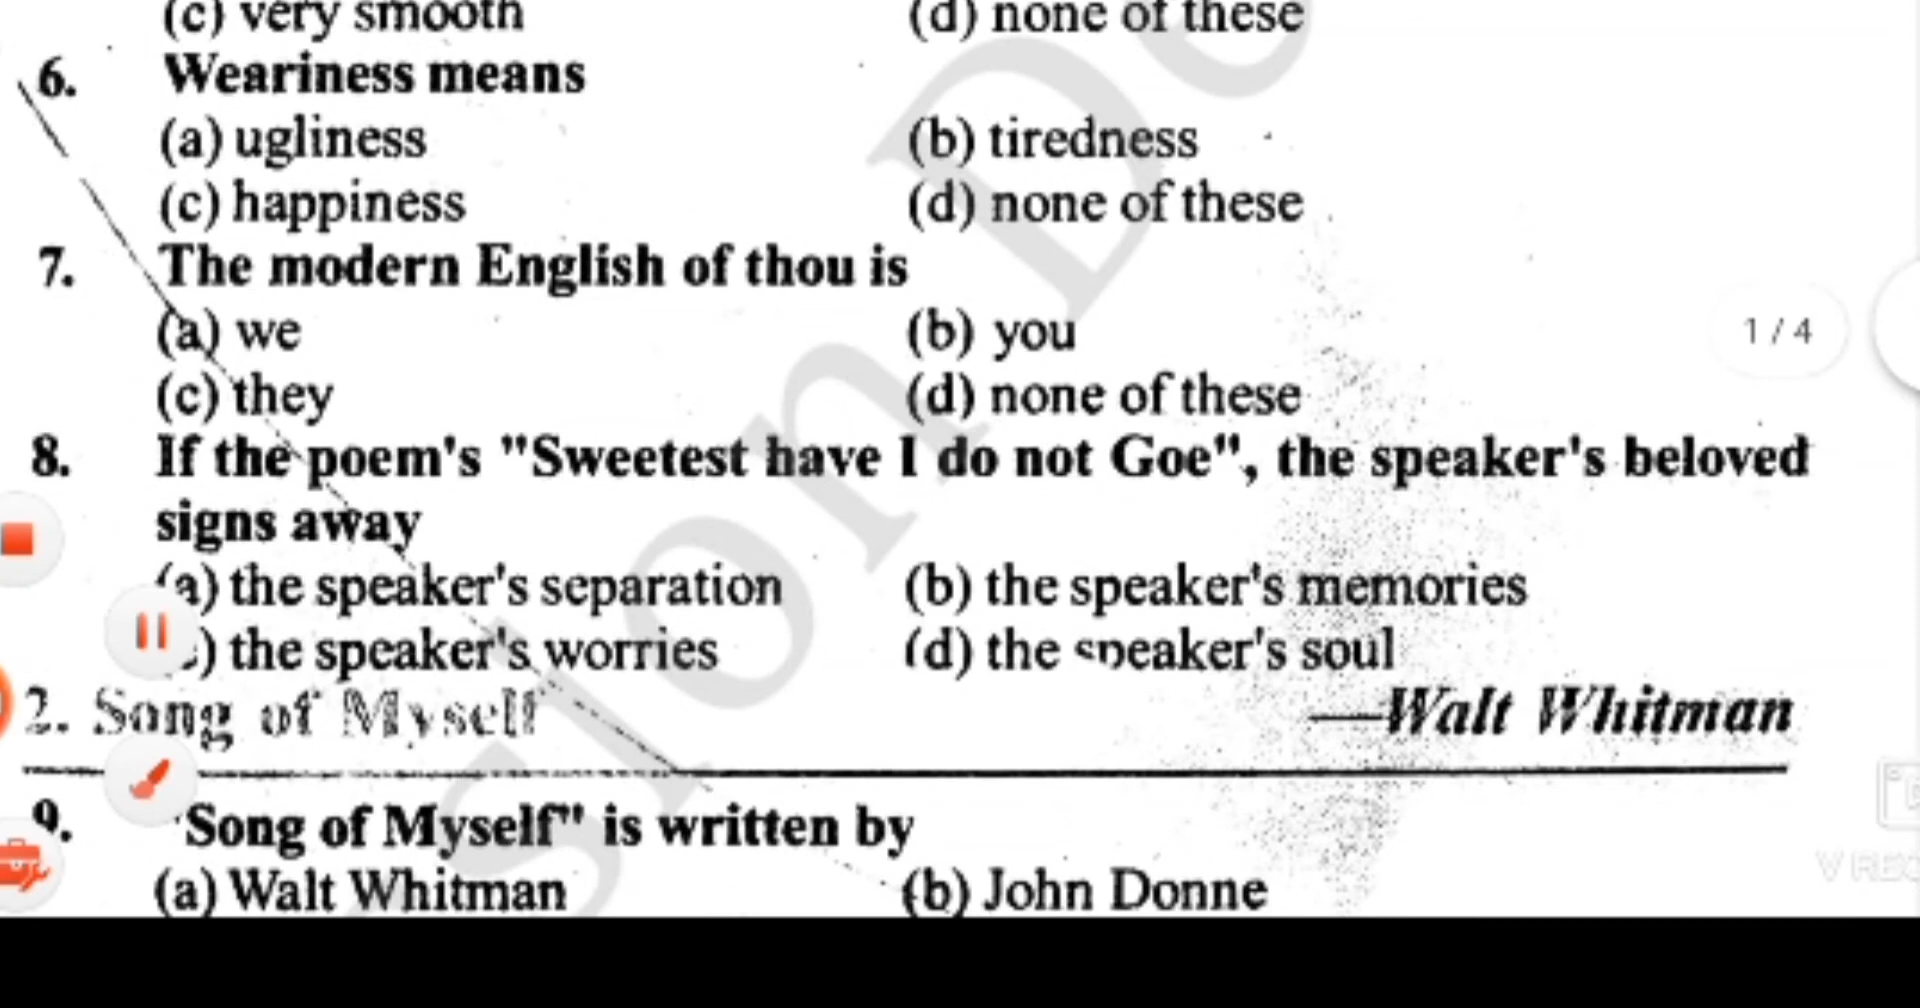 (c) very smooth (d) none of these
6. Weariness means
(a) ugliness (b) tiredness
(c) happiness (d) none of these
7. The modern English of thou is
(a) we (b) you
1 / 4
(c) they (d) none of these
8. If the poem's "Sweetest have I do not Goe", the speaker's beloved
signs away
(a) the speaker's separation (b) the speaker's memories
) the speaker's worries (d) the speaker's soul
2. Song of Myself —Walt Whitman
9. "Song of Myself" is written by
(a) Walt Whitman (b) John Donne